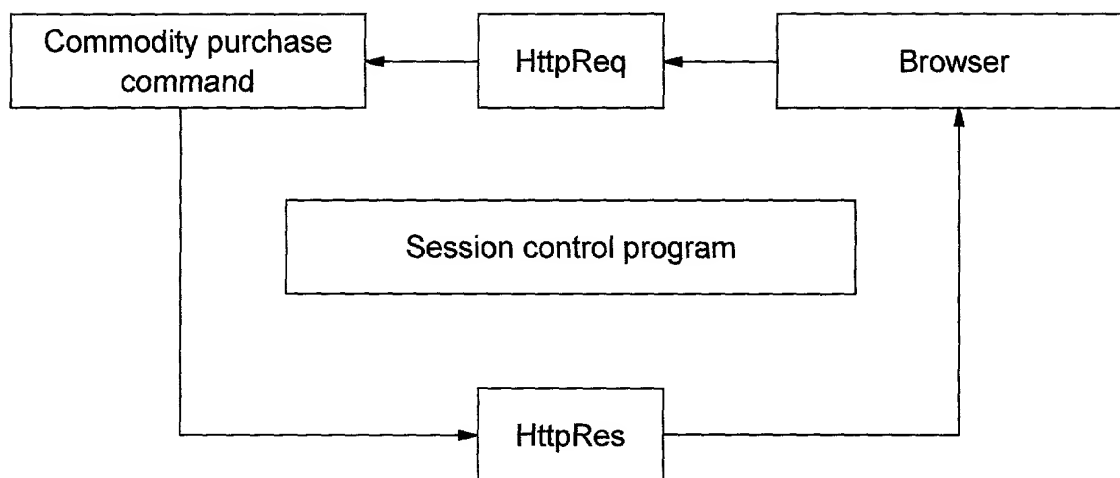 Commodity purchase
command
HttpReq
Browser
Session control program
HttpRes